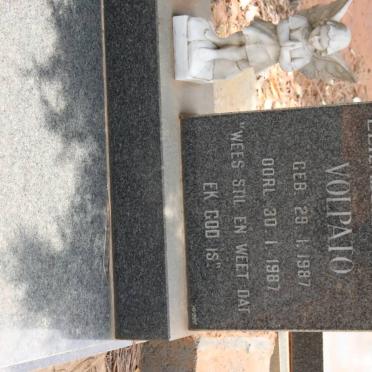 VOLPATO
GEB. 29. 1. 1987
OORL. 30. 1. 1987
"WEES STIL EN WEET DAT
EK GOD IS"